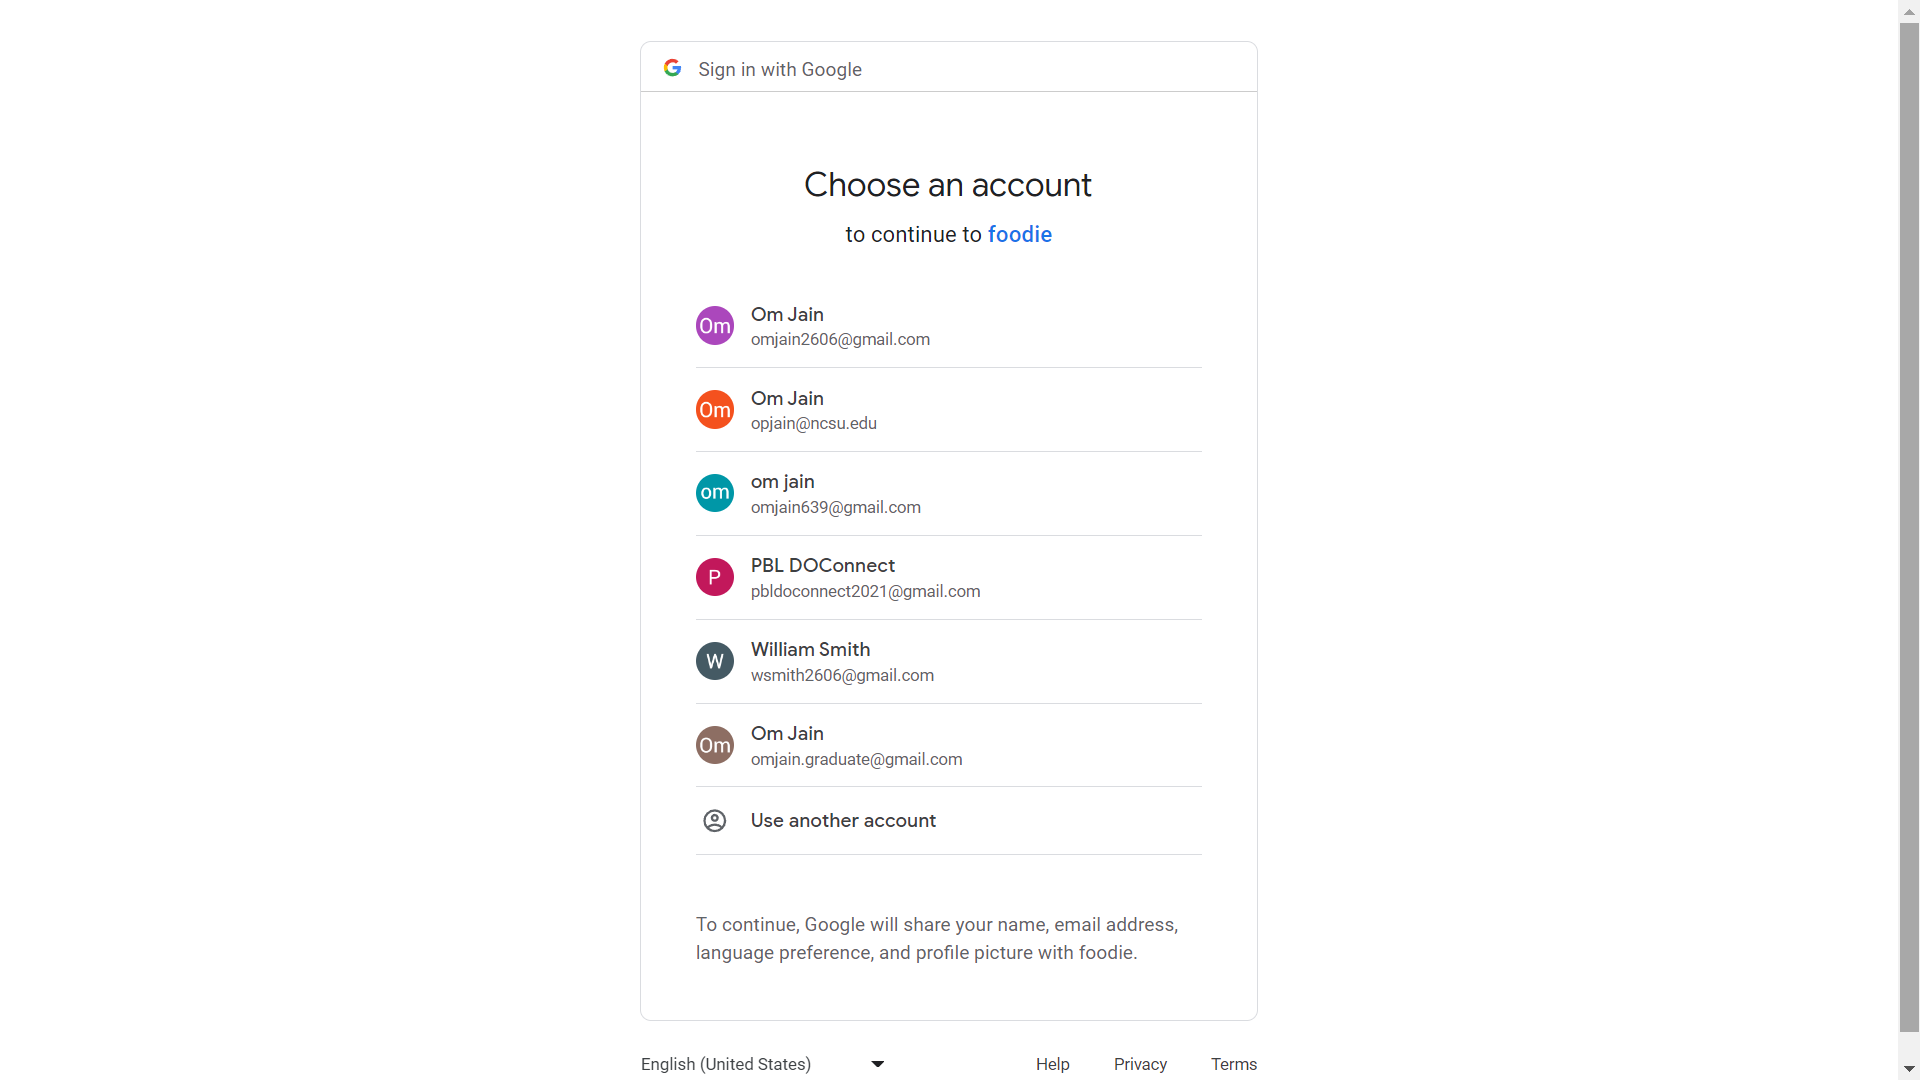 Sign in with Google
Choose an account
to continue to foodie
Om
Om Jain
omjain2606@gmail.com
Om
Om Jain
opjain@ncsu.edu
om
om jain
omjain639@gmail.com
P
PBL DOConnect
pbldoconnect2021@gmail.com
W
William Smith
wsmith2606@gmail.com
Om
Om Jain
omjain.graduate@gmail.com
Use another account
To continue, Google will share your name, email address,
language preference, and profile picture with foodie.
English (United States) Help Privacy Terms